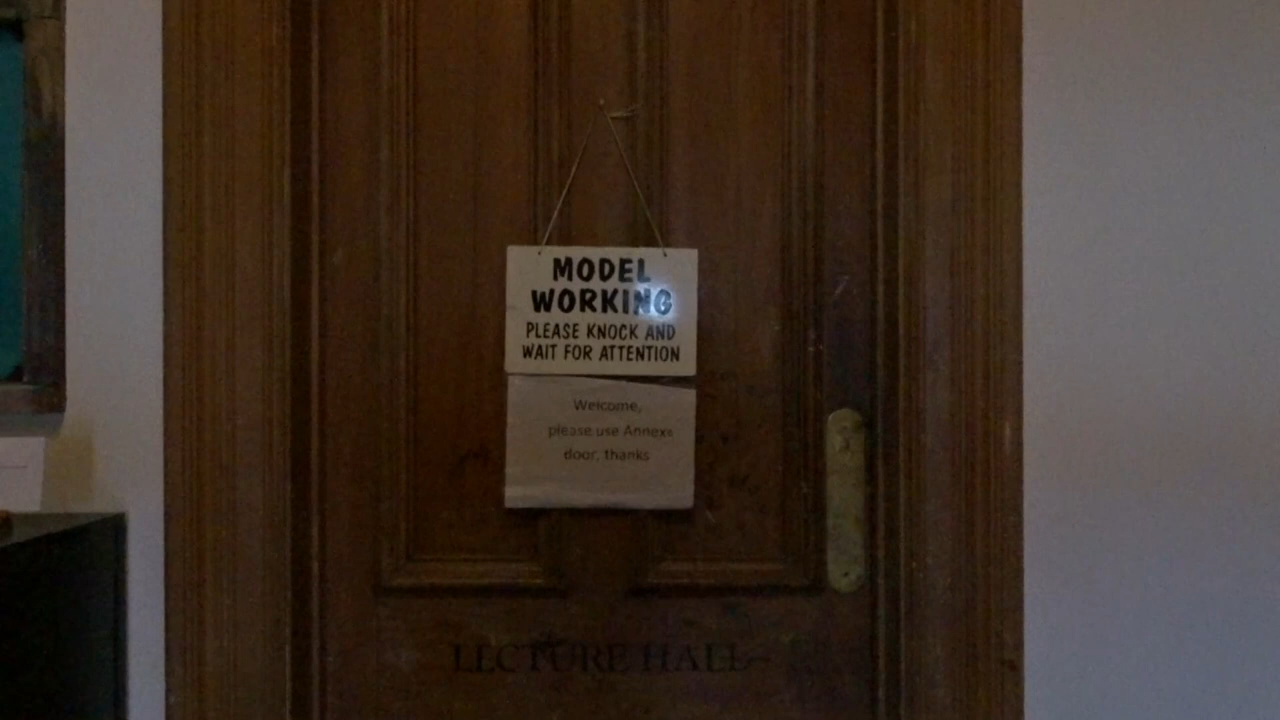 MODEL
WORKING
PLEASE KNOCK AND
WAIT FOR ATTENTION
Welcome,
please use Annexe
door, thanks
LECTURE HALL